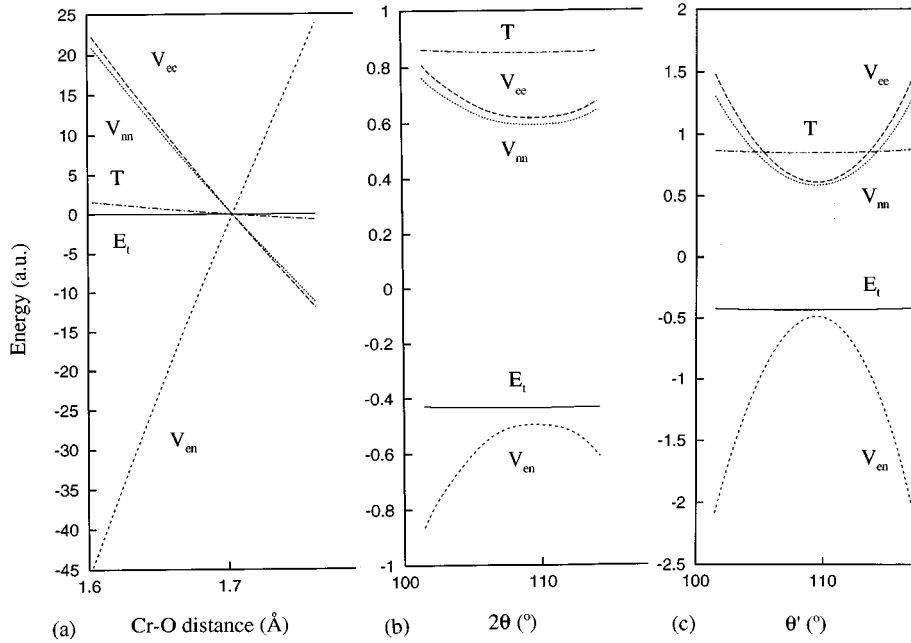 25
20
15
10
5
0
-5
-10
-15
-20
-25
-30
-35
-40
-45
Energy (a.u.)
V_ee
V_nn
T
E_t
V_en
1.6
1.7
(a)
Cr-O distance (Å)
1
0.8
0.6
0.4
0.2
0
-0.2
-0.4
-0.6
-0.8
-1
T
V_ee
V_nn
E_t
V_en
100
110
(b)
2θ (°)
2
1.5
1
0.5
0
-0.5
-1
-1.5
-2
-2.5
V_ee
T
V_nn
E_t
V_en
100
110
(c)
θ' (°)